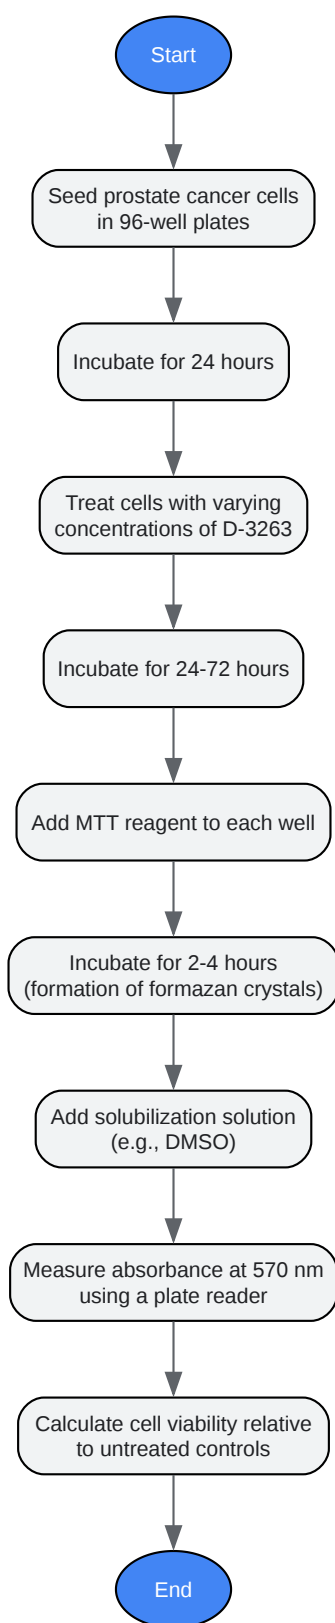 Start
Seed prostate cancer cells
in 96-well plates
Incubate for 24 hours
Treat cells with varying
concentrations of D-3263
Incubate for 24-72 hours
Add MTT reagent to each well
Incubate for 2-4 hours
(formation of formazan crystals)
Add solubilization solution
(e.g., DMSO)
Measure absorbance at 570 nm
using a plate reader
Calculate cell viability relative
to untreated controls
End